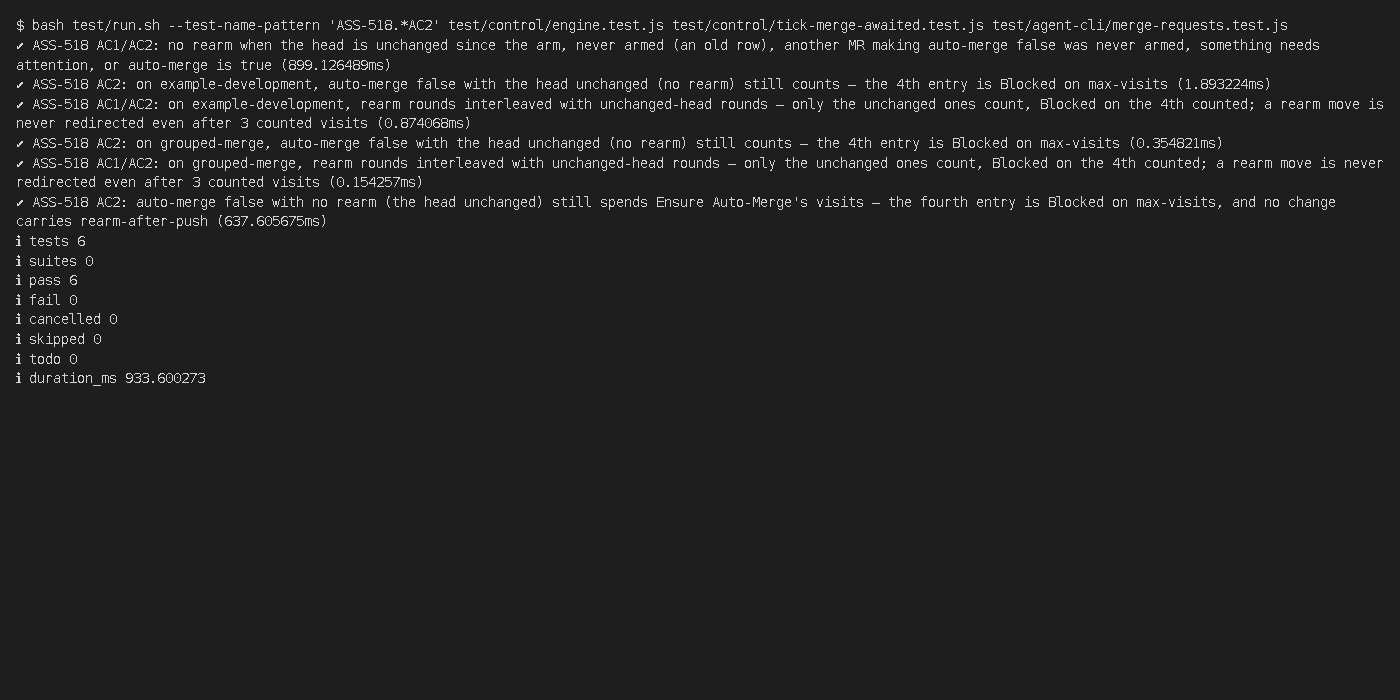 $ bash test/run.sh --test-name-pattern 'ASS-518.*AC2' test/control/engine.test.js test/control/tick-merge-awaited.test.js test/agent-cli/merge-requests.test.js
✔ ASS-518 AC1/AC2: no rearm when the head is unchanged since the arm, never armed (an old row), another MR making auto-merge false was never armed, something needs
attention, or auto-merge is true (899.126489ms)
✔ ASS-518 AC2: on example-development, auto-merge false with the head unchanged (no rearm) still counts — the 4th entry is Blocked on max-visits (1.893224ms)
✔ ASS-518 AC1/AC2: on example-development, rearm rounds interleaved with unchanged-head rounds — only the unchanged ones count, Blocked on the 4th counted; a rearm move is
never redirected even after 3 counted visits (0.874068ms)
✔ ASS-518 AC2: on grouped-merge, auto-merge false with the head unchanged (no rearm) still counts — the 4th entry is Blocked on max-visits (0.354821ms)
✔ ASS-518 AC1/AC2: on grouped-merge, rearm rounds interleaved with unchanged-head rounds — only the unchanged ones count, Blocked on the 4th counted; a rearm move is never
redirected even after 3 counted visits (0.154257ms)
✔ ASS-518 AC2: auto-merge false with no rearm (the head unchanged) still spends Ensure Auto-Merge's visits — the fourth entry is Blocked on max-visits, and no change
carries rearm-after-push (637.605675ms)
ℹ tests 6
ℹ suites 0
ℹ pass 6
ℹ fail 0
ℹ cancelled 0
ℹ skipped 0
ℹ todo 0
ℹ duration_ms 933.600273